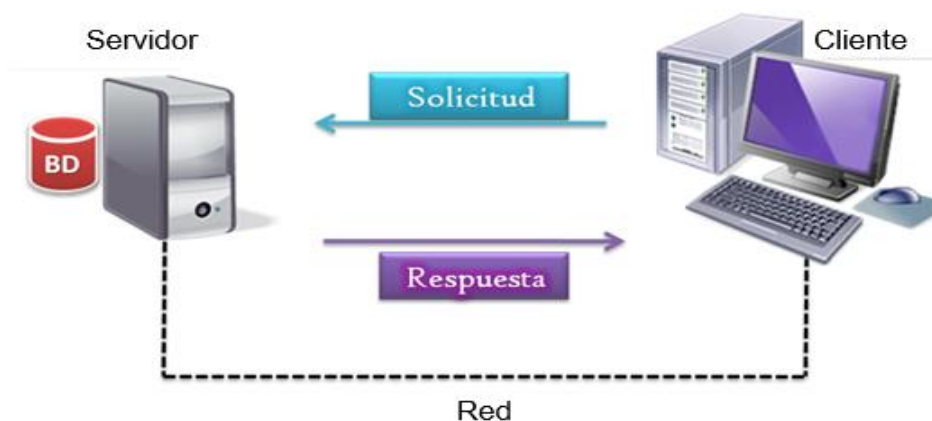 Servidor
Cliente
Solicitud
BD
Respuesta
Red